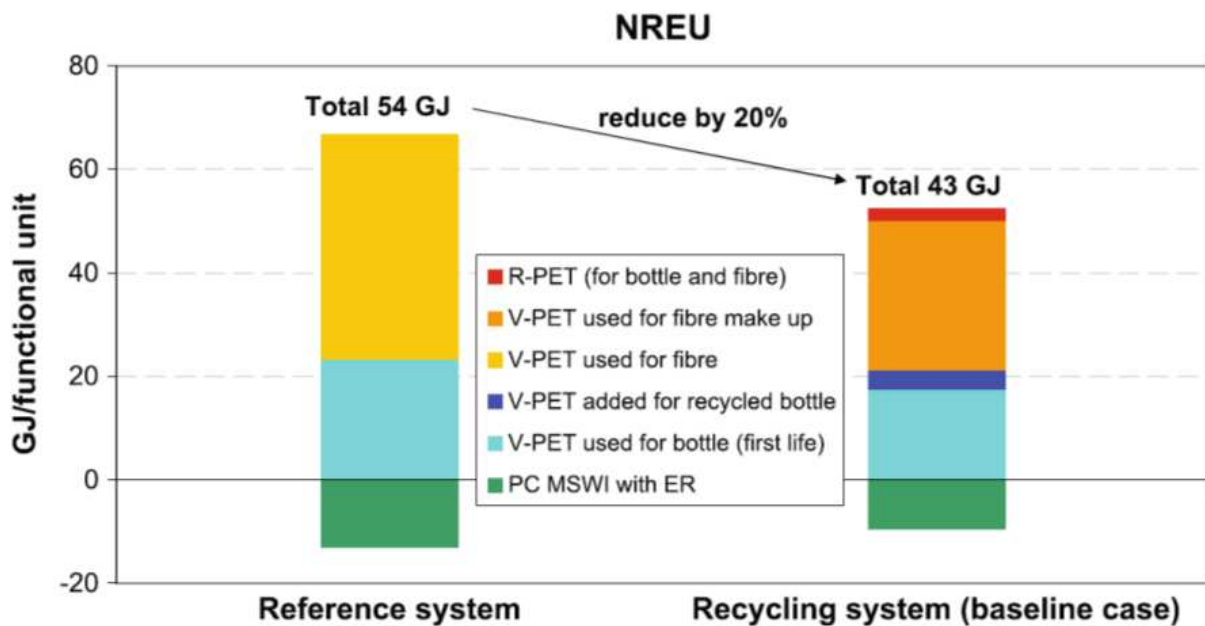 NREU
80
Total 54 GJ
reduce by 20%
60
Total 43 GJ
GJ/functional unit
R-PET (for bottle and fibre)
40
V-PET used for fibre make up
V-PET used for fibre
20
V-PET added for recycled bottle
V-PET used for bottle (first life)
0
PC MSWI with ER
-20
Reference system
Recycling system (baseline case)